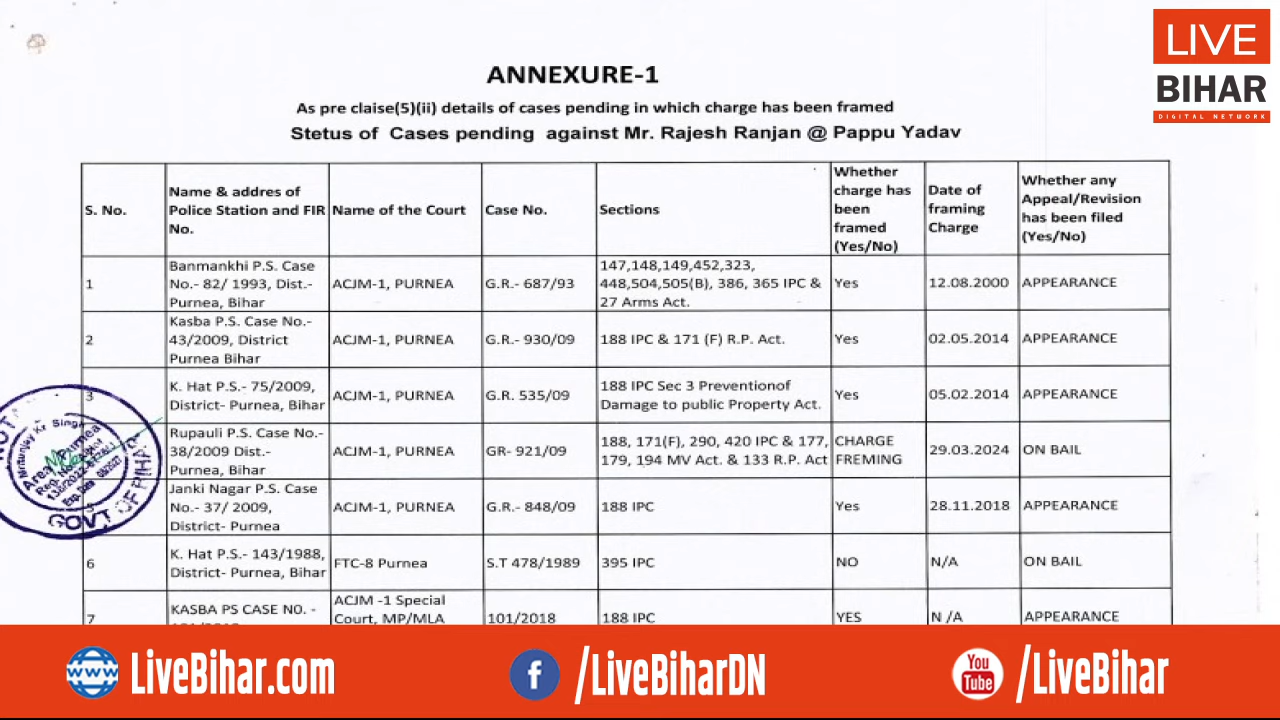 LIVE
BIHAR
DIGITAL NETWORK
ANNEXURE-1
As pre claise(5)(ii) details of cases pending in which charge has been framed
Stetus of Cases pending against Mr. Rajesh Ranjan @ Pappu Yadav
S. No.
Name & addres of
Police Station and FIR
No.
Name of the Court
Case No.
Sections
Whether
charge has
been
framed
(Yes/No)
Date of
framing
Charge
Whether any
Appeal/Revision
has been filed
(Yes/No)
1
Banmankhi P.S. Case
No.- 82/ 1993, Dist.-
Purnea, Bihar
ACJM-1, PURNEA
G.R.- 687/93
147,148,149,452,323,
448,504,505(B), 386, 365 IPC &
27 Arms Act.
Yes
12.08.2000
APPEARANCE
2
Kasba P.S. Case No.-
43/2009, District
Purnea Bihar
ACJM-1, PURNEA
G.R.- 930/09
188 IPC & 171 (F) R.P. Act.
Yes
02.05.2014
APPEARANCE
3
K. Hat P.S.- 75/2009,
District- Purnea, Bihar
ACJM-1, PURNEA
G.R. 535/09
188 IPC Sec 3 Preventionof
Damage to public Property Act.
Yes
05.02.2014
APPEARANCE
Rupauli P.S. Case No.-
38/2009 Dist.-
Purnea, Bihar
ACJM-1, PURNEA
GR- 921/09
188, 171(F), 290, 420 IPC & 177,
179, 194 MV Act. & 133 R.P. Act
CHARGE
FREMING
29.03.2024
ON BAIL
5
Janki Nagar P.S. Case
No.- 37/ 2009,
District- Purnea
ACJM-1, PURNEA
G.R.- 848/09
188 IPC
Yes
28.11.2018
APPEARANCE
6
K. Hat P.S.- 143/1988,
District- Purnea, Bihar
FTC-8 Purnea
S.T 478/1989
395 IPC
NO
N/A
ON BAIL
7
KASBA PS CASE NO. -
ACJM -1 Special
Court, MP/MLA
101/2018
188 IPC
YES
N /A
APPEARANCE
Mritunjay Kr Singh
Purnea
GOVT OF BIHAR
www
LiveBihar.com
f
/LiveBiharDN
You
Tube
/LiveBihar